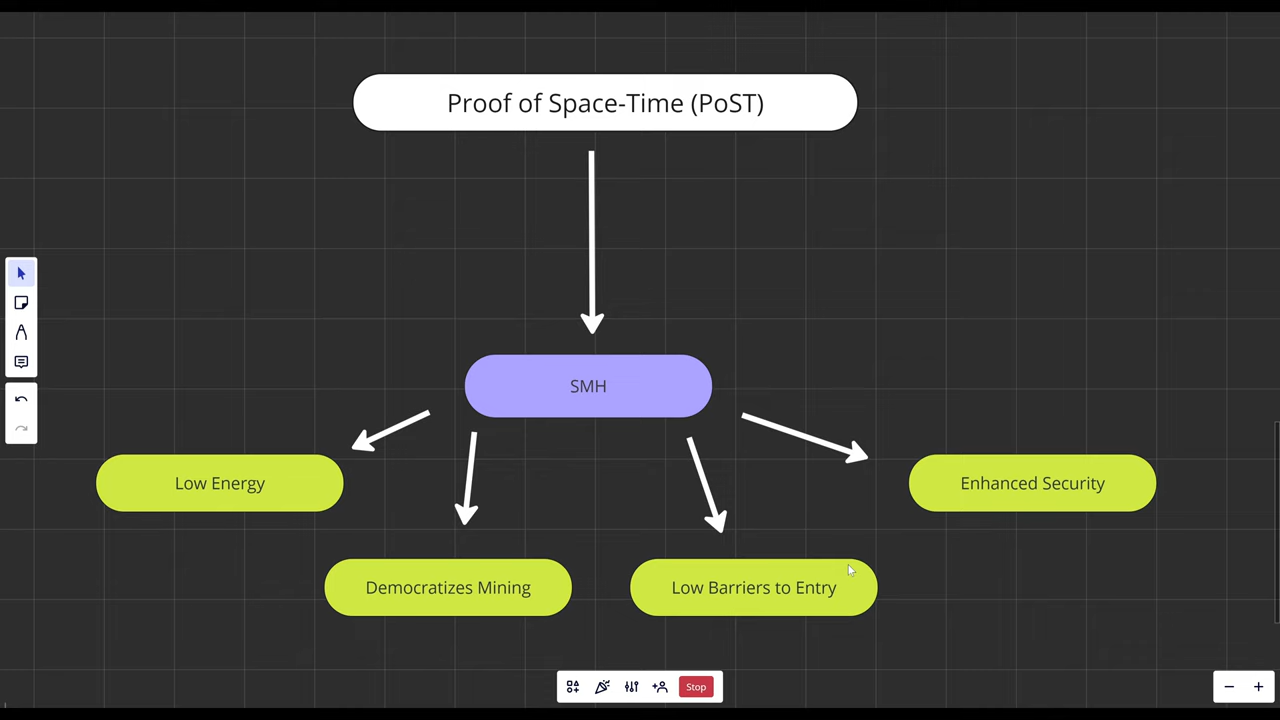 Proof of Space-Time (PoST)
SMH
Low Energy
Enhanced Security
Democratizes Mining
Low Barriers to Entry
Stop